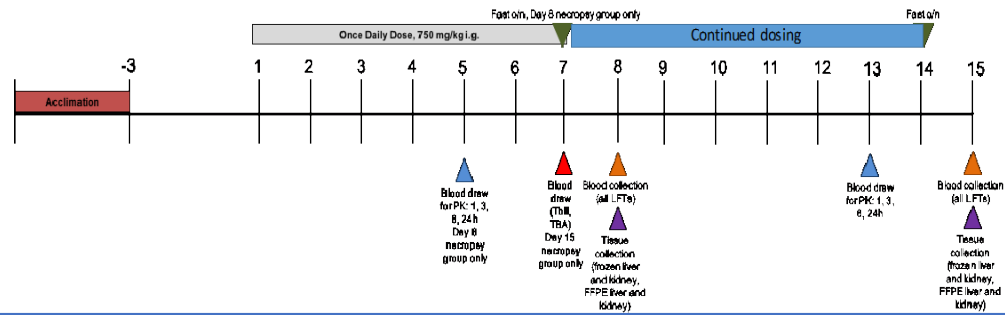 Fast o/n, Day 8 necropsy group only
Fast o/n
Once Daily Dose, 750 mg/kg i.g.
Continued dosing
-3
1
2
3
4
5
6
7
8
9
10
11
12
13
14
15
Acclimation
Blood draw
for PK: 1, 3,
6, 24h
Day 8
necropsy
group only
Blood
draw
(Tbili,
TBA)
Day 15
necropsy
group only
Blood collection
(all LFTs)
Tissue
collection
(frozen liver
and kidney,
FFPE liver and
kidney)
Blood draw
for PK: 1, 3,
6, 24h
Blood collection
(all LFTs)
Tissue
collection
(frozen liver
and kidney,
FFPE liver and
kidney)